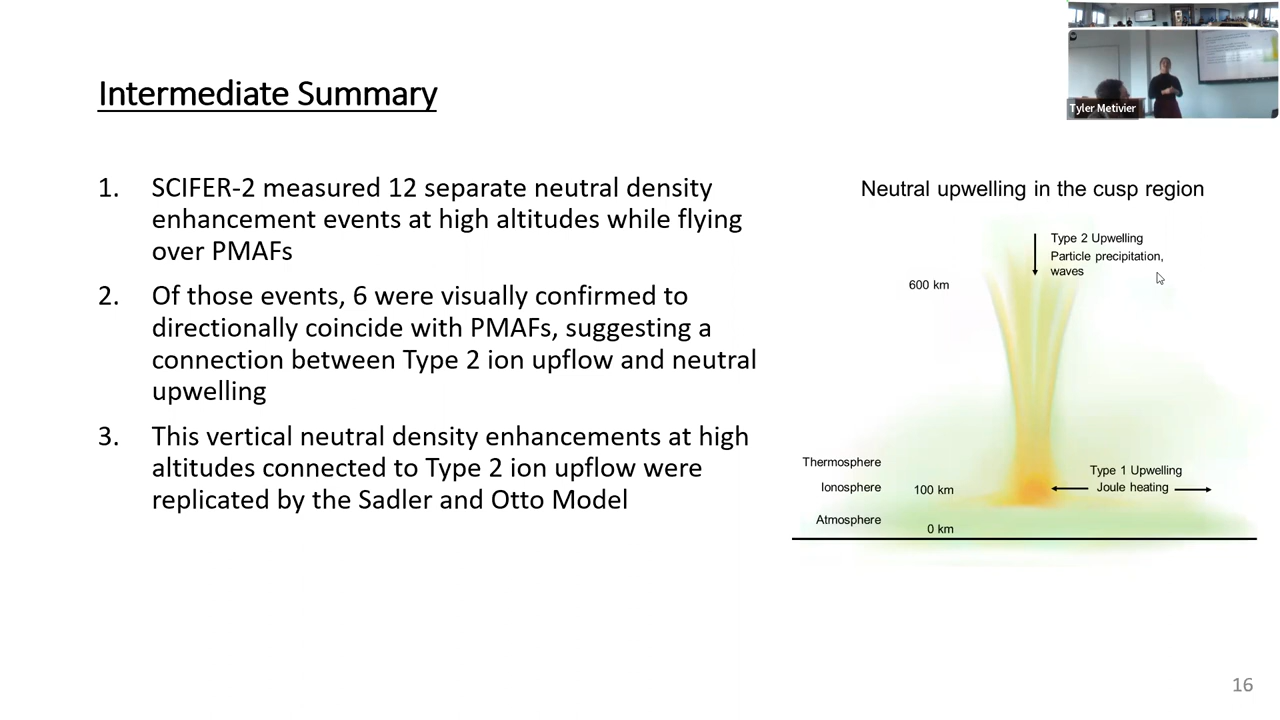 Intermediate Summary
Tyler Metivier
1. SCIFER-2 measured 12 separate neutral density
enhancement events at high altitudes while flying
over PMAFs
2. Of those events, 6 were visually confirmed to
directionally coincide with PMAFs, suggesting a
connection between Type 2 ion upflow and neutral
upwelling
3. This vertical neutral density enhancements at high
altitudes connected to Type 2 ion upflow were
replicated by the Sadler and Otto Model
Neutral upwelling in the cusp region
Type 2 Upwelling
Particle precipitation,
waves
600 km
Thermosphere
Ionosphere
100 km
Atmosphere
0 km
Type 1 Upwelling
Joule heating
16